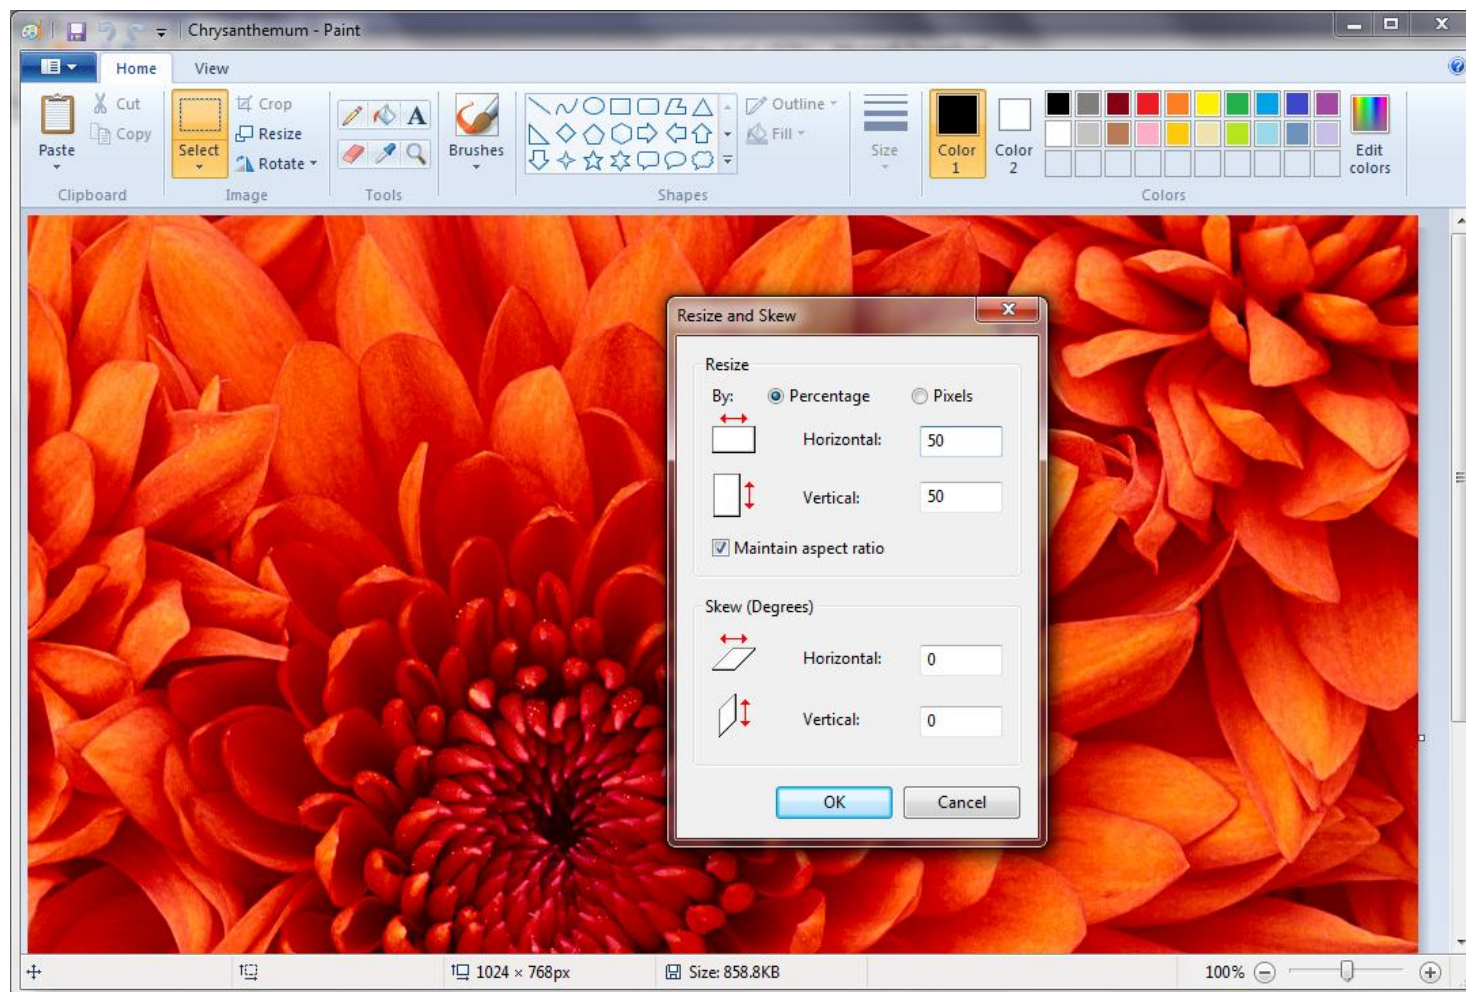 Chrysanthemum - Paint
Home View
Cut
Copy
Paste
Clipboard
Select
Crop
Resize
Rotate
Image
A
Tools
Brushes
Outline
Fill
Shapes
Size
Color 1
Color 2
Edit colors
Colors
Resize and Skew
Resize
By: Percentage Pixels
Horizontal: 50
Vertical: 50
Maintain aspect ratio
Skew (Degrees)
Horizontal: 0
Vertical: 0
OK Cancel
1024 × 768px Size: 858.8KB 100%